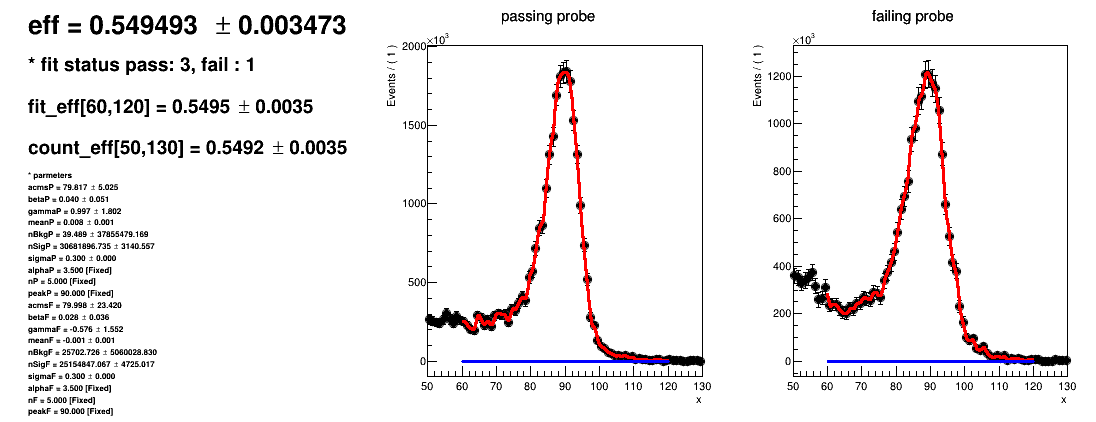 eff = 0.549493 ± 0.003473
* fit status pass: 3, fail : 1
fit_eff[60,120] = 0.5495 ± 0.0035
count_eff[50,130] = 0.5492 ± 0.0035
* parmeters
acmsP = 79.817 ± 5.025
betaP = 0.040 ± 0.051
gammaP = 0.997 ± 1.802
meanP = 0.008 ± 0.001
nBkgP = 39.489 ± 37855479.169
nSigP = 30681896.735 ± 3140.557
sigmaP = 0.300 ± 0.000
alphaP = 3.500 [Fixed]
nP = 5.000 [Fixed]
peakP = 90.000 [Fixed]
acmsF = 79.998 ± 23.420
betaF = 0.028 ± 0.036
gammaF = -0.576 ± 1.552
meanF = -0.001 ± 0.001
nBkgF = 25702.726 ± 5060028.830
nSigF = 25154847.067 ± 4725.017
sigmaF = 0.300 ± 0.000
alphaF = 3.500 [Fixed]
nF = 5.000 [Fixed]
peakF = 90.000 [Fixed]
passing probe
×10³
Events / ( 1 )
2000
1500
1000
500
0
50 60 70 80 90 100 110 120 130
x
failing probe
×10³
Events / ( 1 )
1200
1000
800
600
400
200
0
50 60 70 80 90 100 110 120 130
x